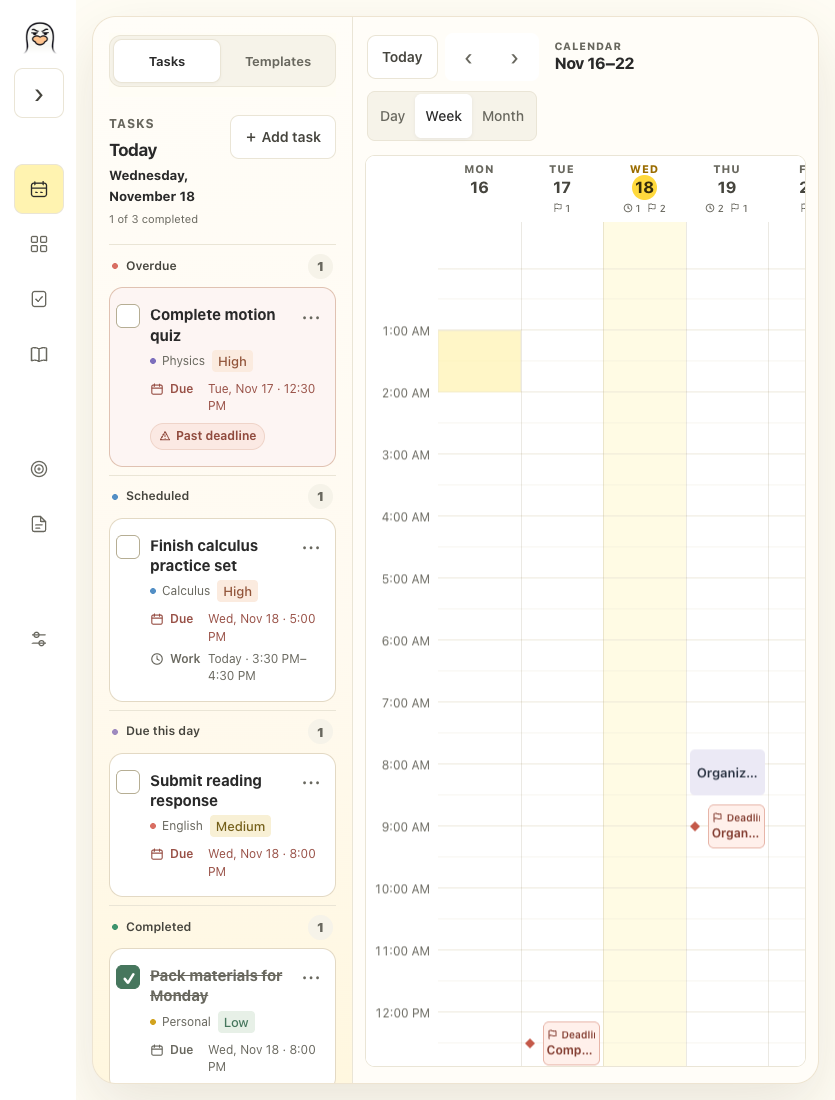 Tasks
Templates
TASKS
+ Add task
Today
Wednesday,
November 18
1 of 3 completed
Overdue
1
Complete motion
quiz
Physics
High
Due
Tue, Nov 17 · 12:30
PM
Past deadline
Scheduled
1
Finish calculus
practice set
Calculus
High
Due
Wed, Nov 18 · 5:00
PM
Work
Today · 3:30 PM–
4:30 PM
Due this day
1
Submit reading
response
English
Medium
Due
Wed, Nov 18 · 8:00
PM
Completed
1
Pack materials for
Monday
Personal
Low
Due
Wed, Nov 18 · 8:00
PM
Today
CALENDAR
Nov 16–22
Day
Week
Month
MON
16
TUE
17
1
WED
18
1
2
THU
19
2
1
F
2
1:00 AM
2:00 AM
3:00 AM
4:00 AM
5:00 AM
6:00 AM
7:00 AM
8:00 AM
Organiz...
9:00 AM
Deadli
Organ...
10:00 AM
11:00 AM
12:00 PM
Deadli
Comp...